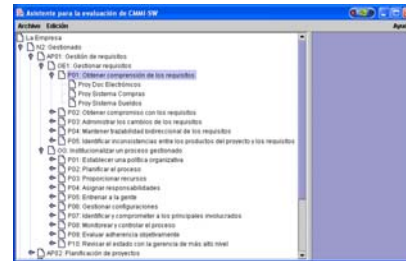 Asistente para la evaluación de CMMI-SW
Archivo Edición
La Empresa
N2: Gestionado
AP01: Gestión de requisitos
OE1: Gestionar requisitos
P01: Obtener comprensión de los requisitos
Proy Doc Electrónicos
Proy Sistema Compras
Proy Sistema Sueldos
P02: Obtener compromiso con los requisitos
P03: Administrar los cambios de los requisitos
P04: Mantener trazabilidad bidireccional de los requisitos
P05: Identificar inconsistencias entre los productos del proyecto y los requisitos
OG: Institucionalizar un proceso gestionado
P01: Establecer una política organizativa
P02: Planificar el proceso
P03: Proporcionar recursos
P04: Asignar responsabilidades
P05: Entrenar a la gente
P06: Gestionar configuraciones
P07: Identificar y comprometer a los principales involucrados
P08: Monitorear y controlar el proceso
P09: Evaluar adherencia objetivamente
P10: Revisar el estado con la gerencia de más alto nivel
AP02: Planificación de proyectos